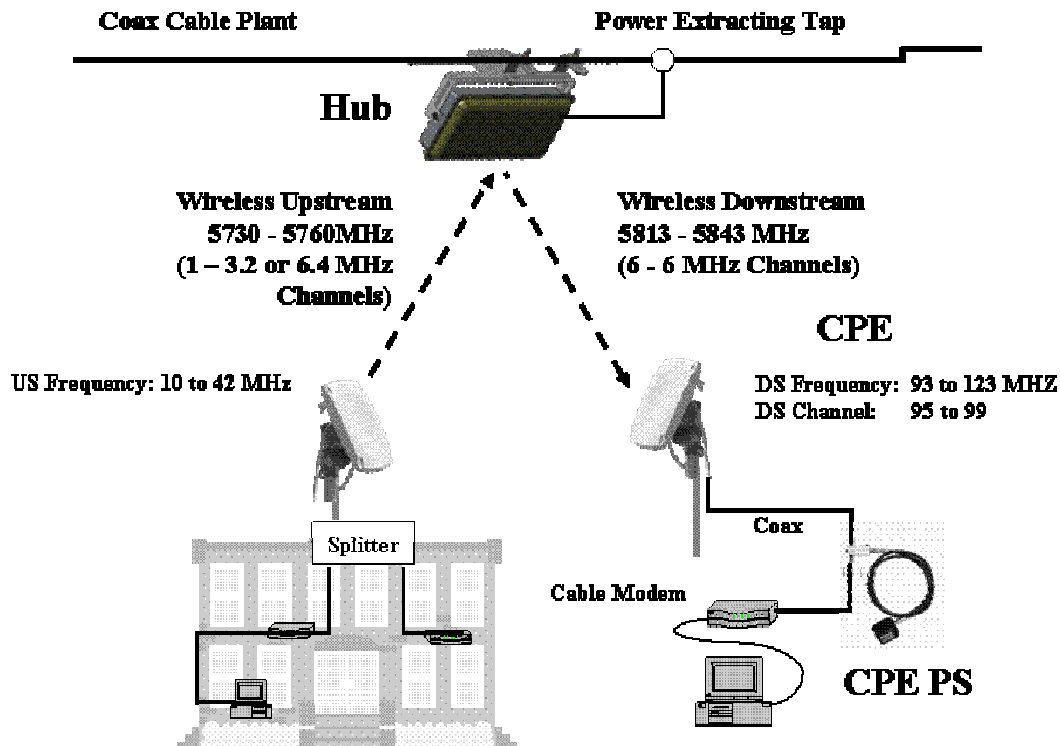 Coax Cable Plant
Power Extracting Tap
Hub
Wireless Upstream
5730 - 5760MHz
(1 – 3.2 or 6.4 MHz
Channels)
Wireless Downstream
5813 - 5843 MHz
(6 - 6 MHz Channels)
CPE
US Frequency: 10 to 42 MHz
DS Frequency: 93 to 123 MHZ
DS Channel: 95 to 99
Splitter
Coax
Cable Modem
CPE PS